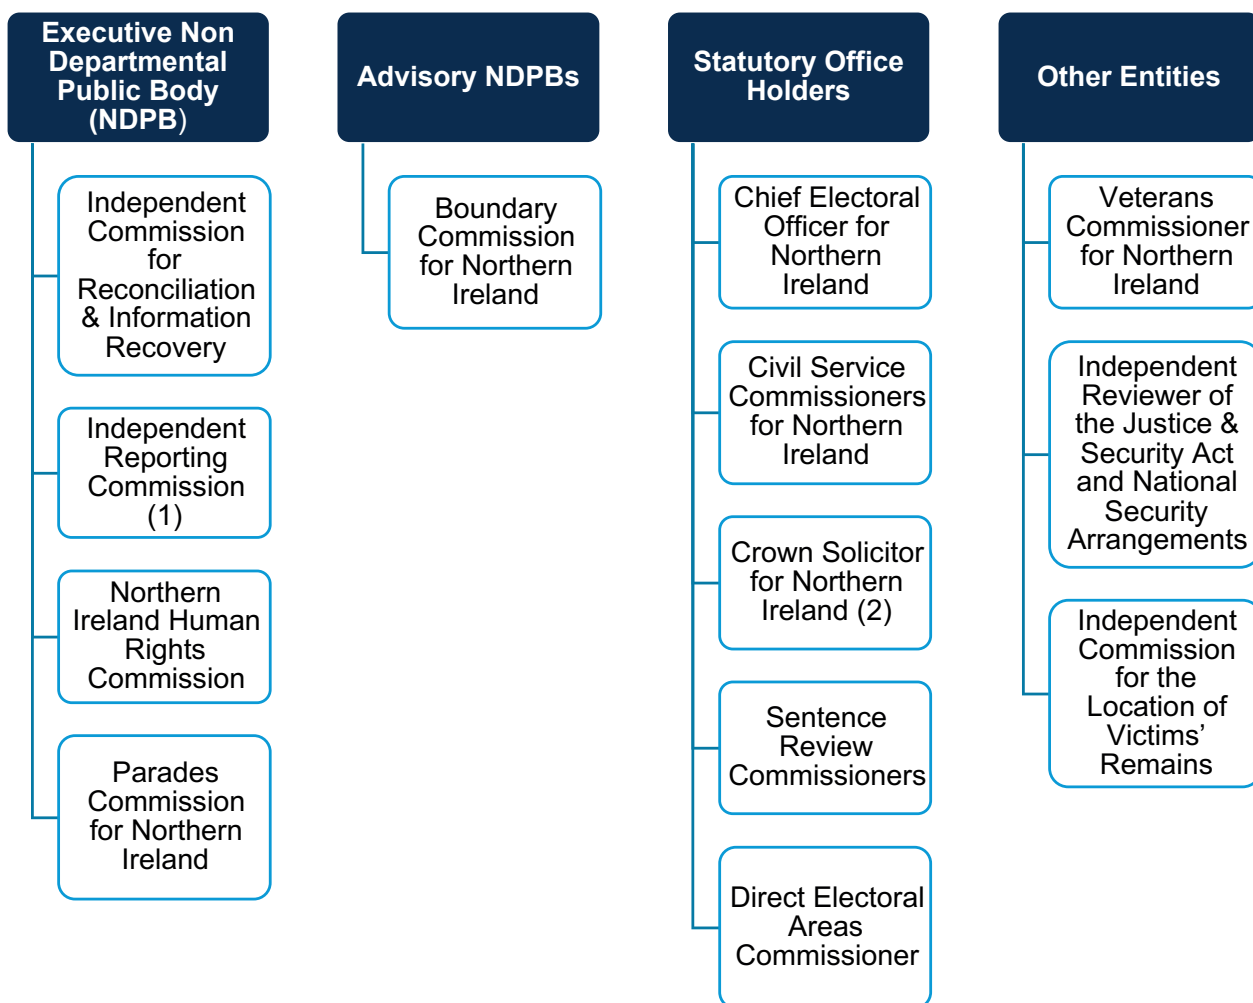 Executive Non
Departmental
Public Body
(NDPB)
Independent
Commission
for
Reconciliation
& Information
Recovery
Independent
Reporting
Commission
(1)
Northern
Ireland Human
Rights
Commission
Parades
Commission
for Northern
Ireland
Advisory NDPBs
Boundary
Commission
for Northern
Ireland
Statutory Office
Holders
Chief Electoral
Officer for
Northern
Ireland
Civil Service
Commissioners
for Northern
Ireland
Crown Solicitor
for Northern
Ireland (2)
Sentence
Review
Commissioners
Direct Electoral
Areas
Commissioner
Other Entities
Veterans
Commissioner
for Northern
Ireland
Independent
Reviewer of
the Justice &
Security Act
and National
Security
Arrangements
Independent
Commission
for the
Location of
Victims’
Remains